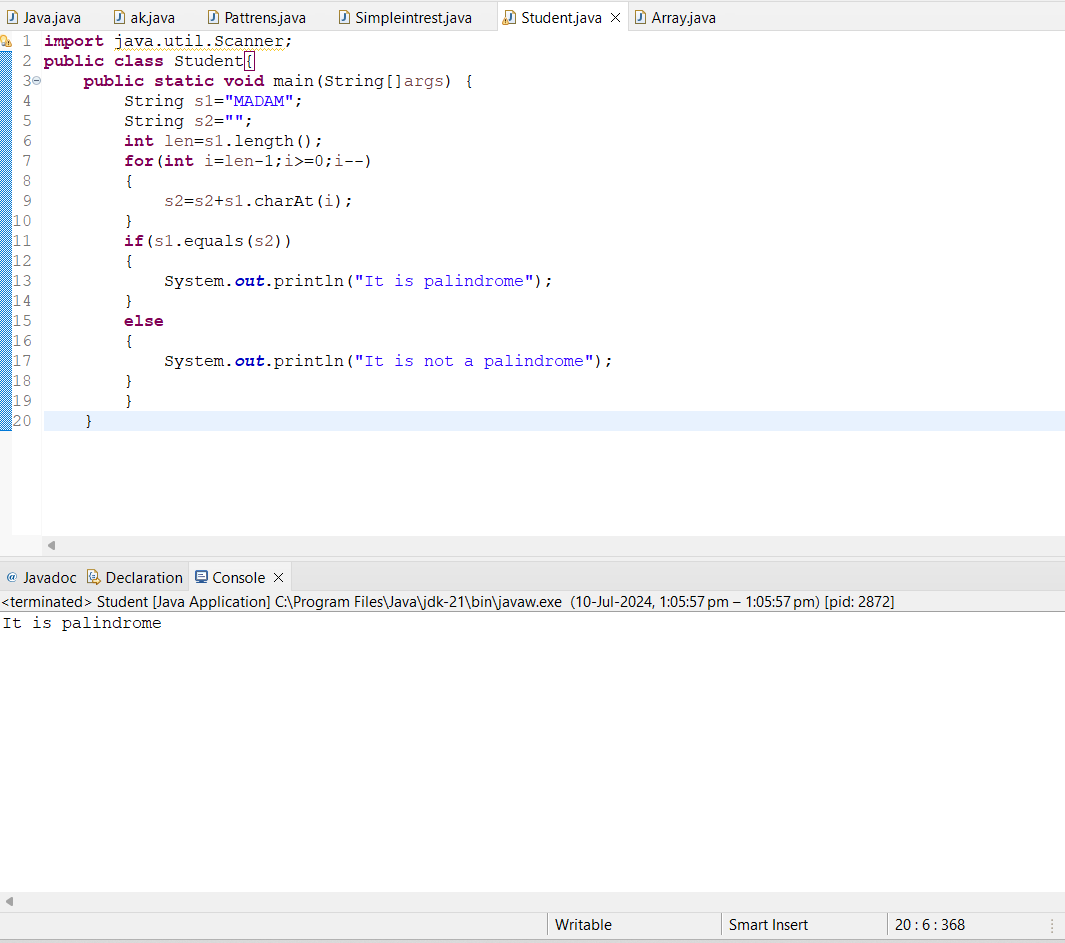 Java.java ak.java Pattrens.java Simpleintrest.java Student.java Array.java
1 import java.util.Scanner;
2 public class Student{
3 public static void main(String[]args) {
4 String s1="MADAM";
5 String s2="";
6 int len=s1.length();
7 for(int i=len-1;i>=0;i--)
8 {
9 s2=s2+s1.charAt(i);
10 }
11 if(s1.equals(s2))
12 {
13 System.out.println("It is palindrome");
14 }
15 else
16 {
17 System.out.println("It is not a palindrome");
18 }
19 }
20 }
@ Javadoc Declaration Console
<terminated> Student [Java Application] C:\Program Files\Java\jdk-21\bin\javaw.exe (10-Jul-2024, 1:05:57 pm – 1:05:57 pm) [pid: 2872]
It is palindrome
Writable Smart Insert 20 : 6 : 368